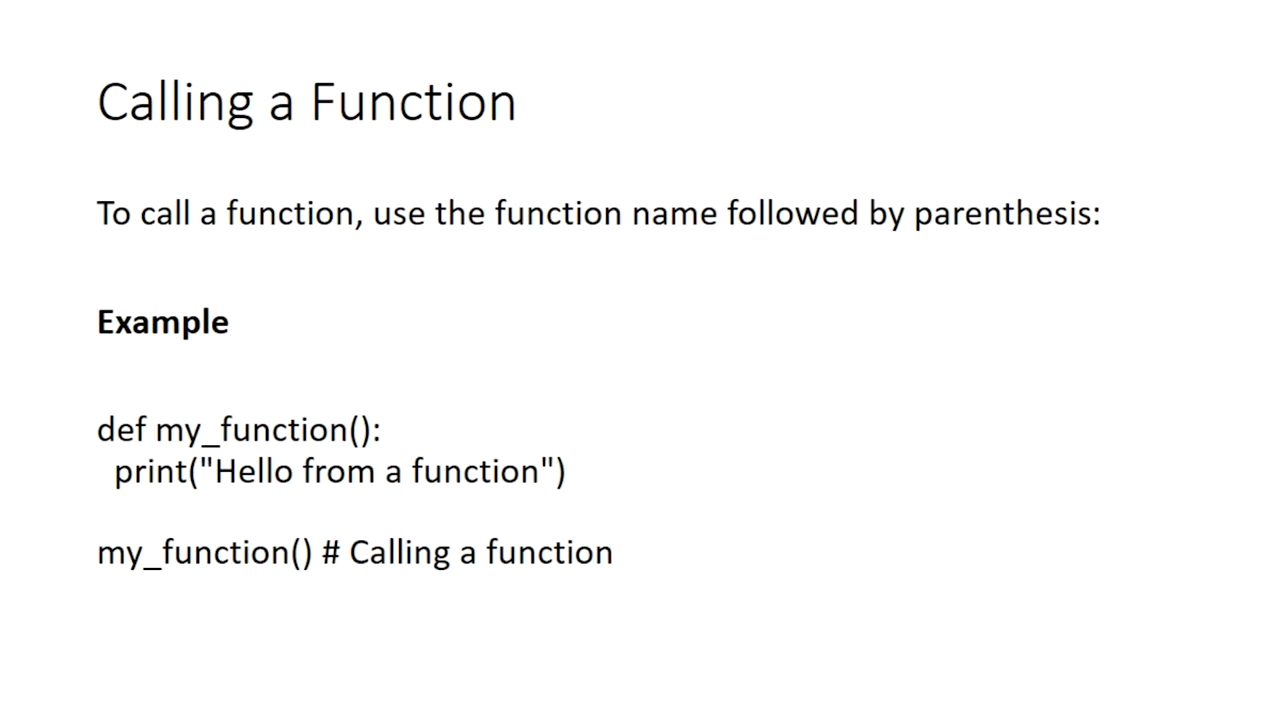 Calling a Function
To call a function, use the function name followed by parenthesis:
Example
def my_function():
  print("Hello from a function")
my_function() # Calling a function